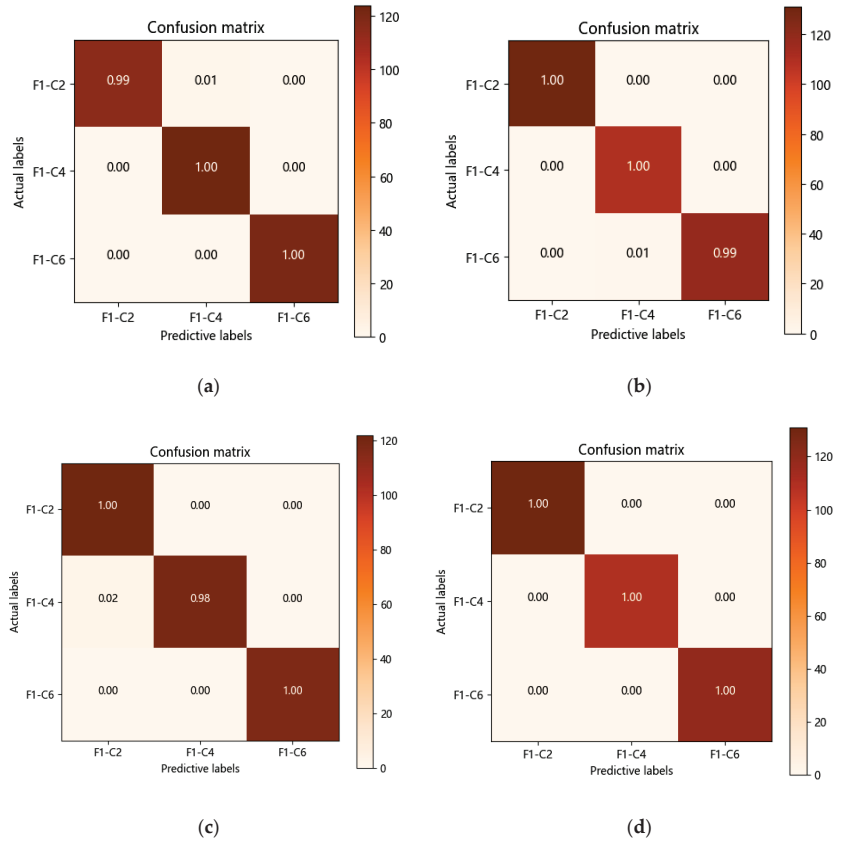 Confusion matrix
120
100
80
60
40
20
0
F1-C2 0.99 0.01 0.00
F1-C4 0.00 1.00 0.00
F1-C6 0.00 0.00 1.00
F1-C2 F1-C4 F1-C6
Actual labels
Predictive labels
(a)
Confusion matrix
120
100
80
60
40
20
0
F1-C2 1.00 0.00 0.00
F1-C4 0.00 1.00 0.00
F1-C6 0.00 0.01 0.99
F1-C2 F1-C4 F1-C6
Actual labels
Predictive labels
(b)
Confusion matrix
120
100
80
60
40
20
0
F1-C2 1.00 0.00 0.00
F1-C4 0.02 0.98 0.00
F1-C6 0.00 0.00 1.00
F1-C2 F1-C4 F1-C6
Actual labels
Predictive labels
(c)
Confusion matrix
120
100
80
60
40
20
0
F1-C2 1.00 0.00 0.00
F1-C4 0.00 1.00 0.00
F1-C6 0.00 0.00 1.00
F1-C2 F1-C4 F1-C6
Actual labels
Predictive labels
(d)